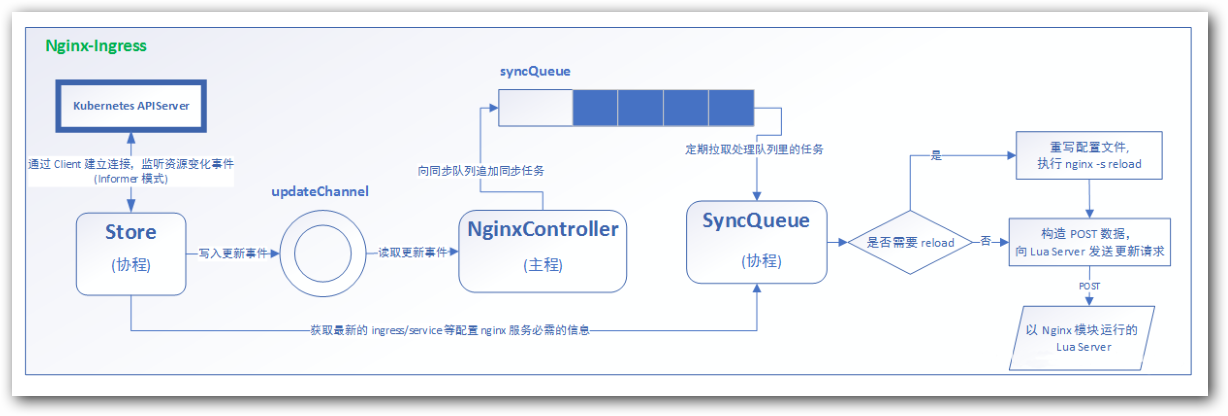 Nginx-Ingress
Kubernetes APIServer
通过 Client 建立连接，监听资源变化事件
(Informer 模式)
Store
(协程)
写入更新事件
updateChannel
读取更新事件
NginxController
(主程)
向同步队列追加同步任务
syncQueue
定期拉取处理队列里的任务
SyncQueue
(协程)
获取最新的 ingress/service 等配置 nginx 服务必需的信息
是否需要 reload
是
重写配置文件,
执行 nginx -s reload
否
构造 POST 数据，
向 Lua Server 发送更新请求
POST
以 Nginx 模块运行的
Lua Server